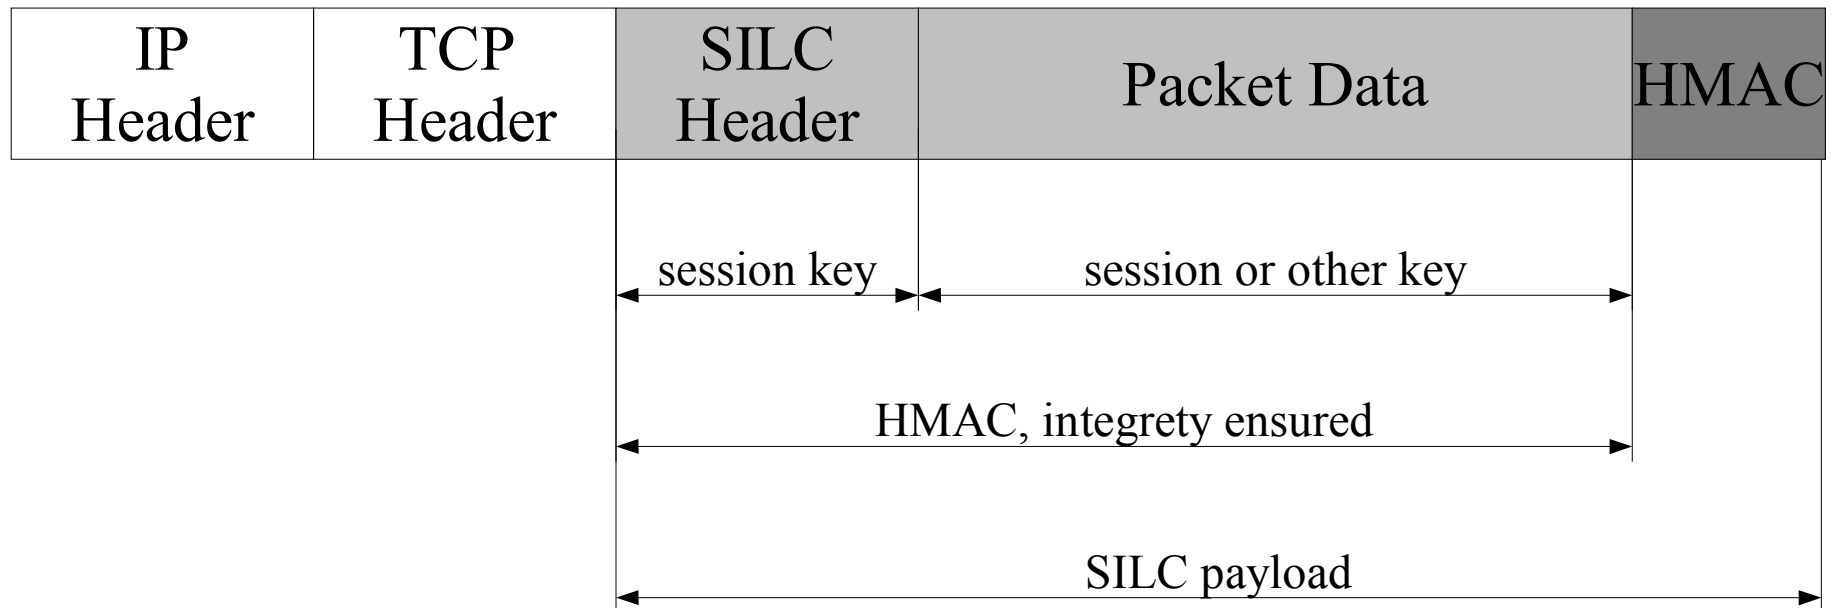 IP
Header
TCP
Header
SILC
Header
Packet Data
HMAC
session key
session or other key
HMAC, integrety ensured
SILC payload